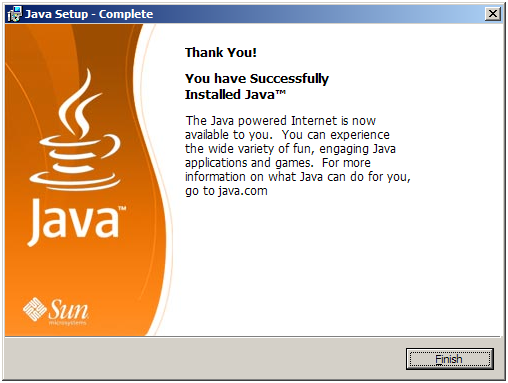 Java Setup - Complete
Thank You!
You have Successfully
Installed Java™
The Java powered Internet is now
available to you. You can experience
the wide variety of fun, engaging Java
applications and games. For more
information on what Java can do for you,
go to java.com
Java™
Sun
microsystems
Finish